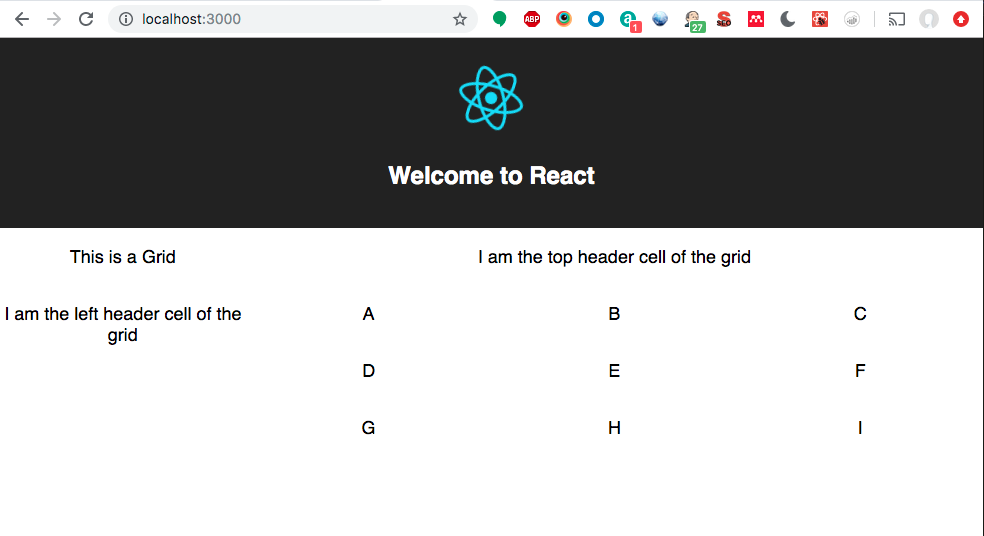 localhost:3000
ABP
a
1
27
SEO
Welcome to React
This is a Grid
I am the top header cell of the grid
I am the left header cell of the
grid
A
B
C
D
E
F
G
H
I